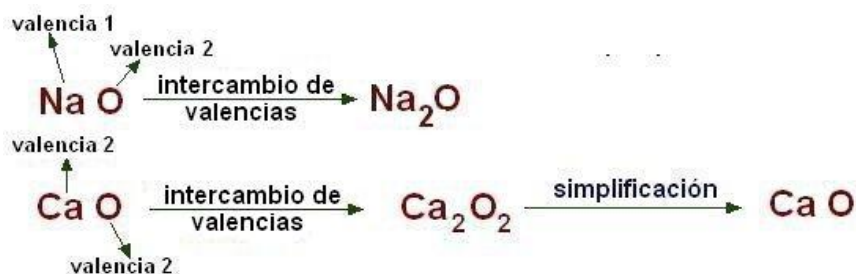 valencia 1
valencia 2
Na O intercambio de valencias Na₂O
valencia 2
Ca O intercambio de valencias Ca₂O₂ simplificación Ca O
valencia 2